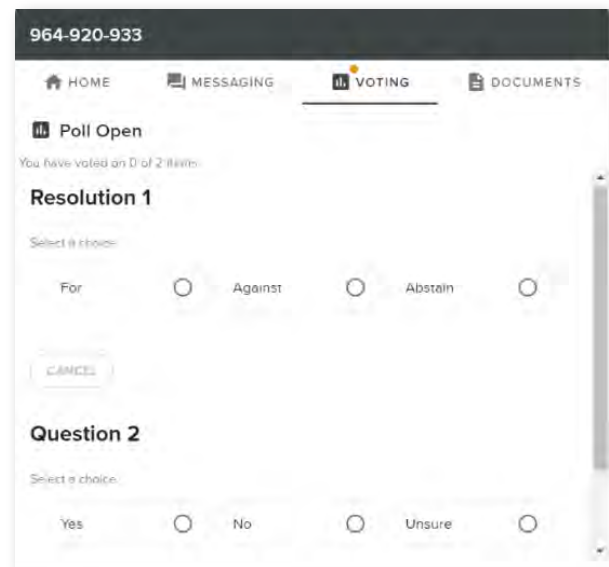 964-920-933
HOME MESSAGING VOTING DOCUMENTS
Poll Open
You have voted on 0 of 2 items
Resolution 1
Select a choice
For Against Abstain
CANCEL
Question 2
Select a choice
Yes No Unsure